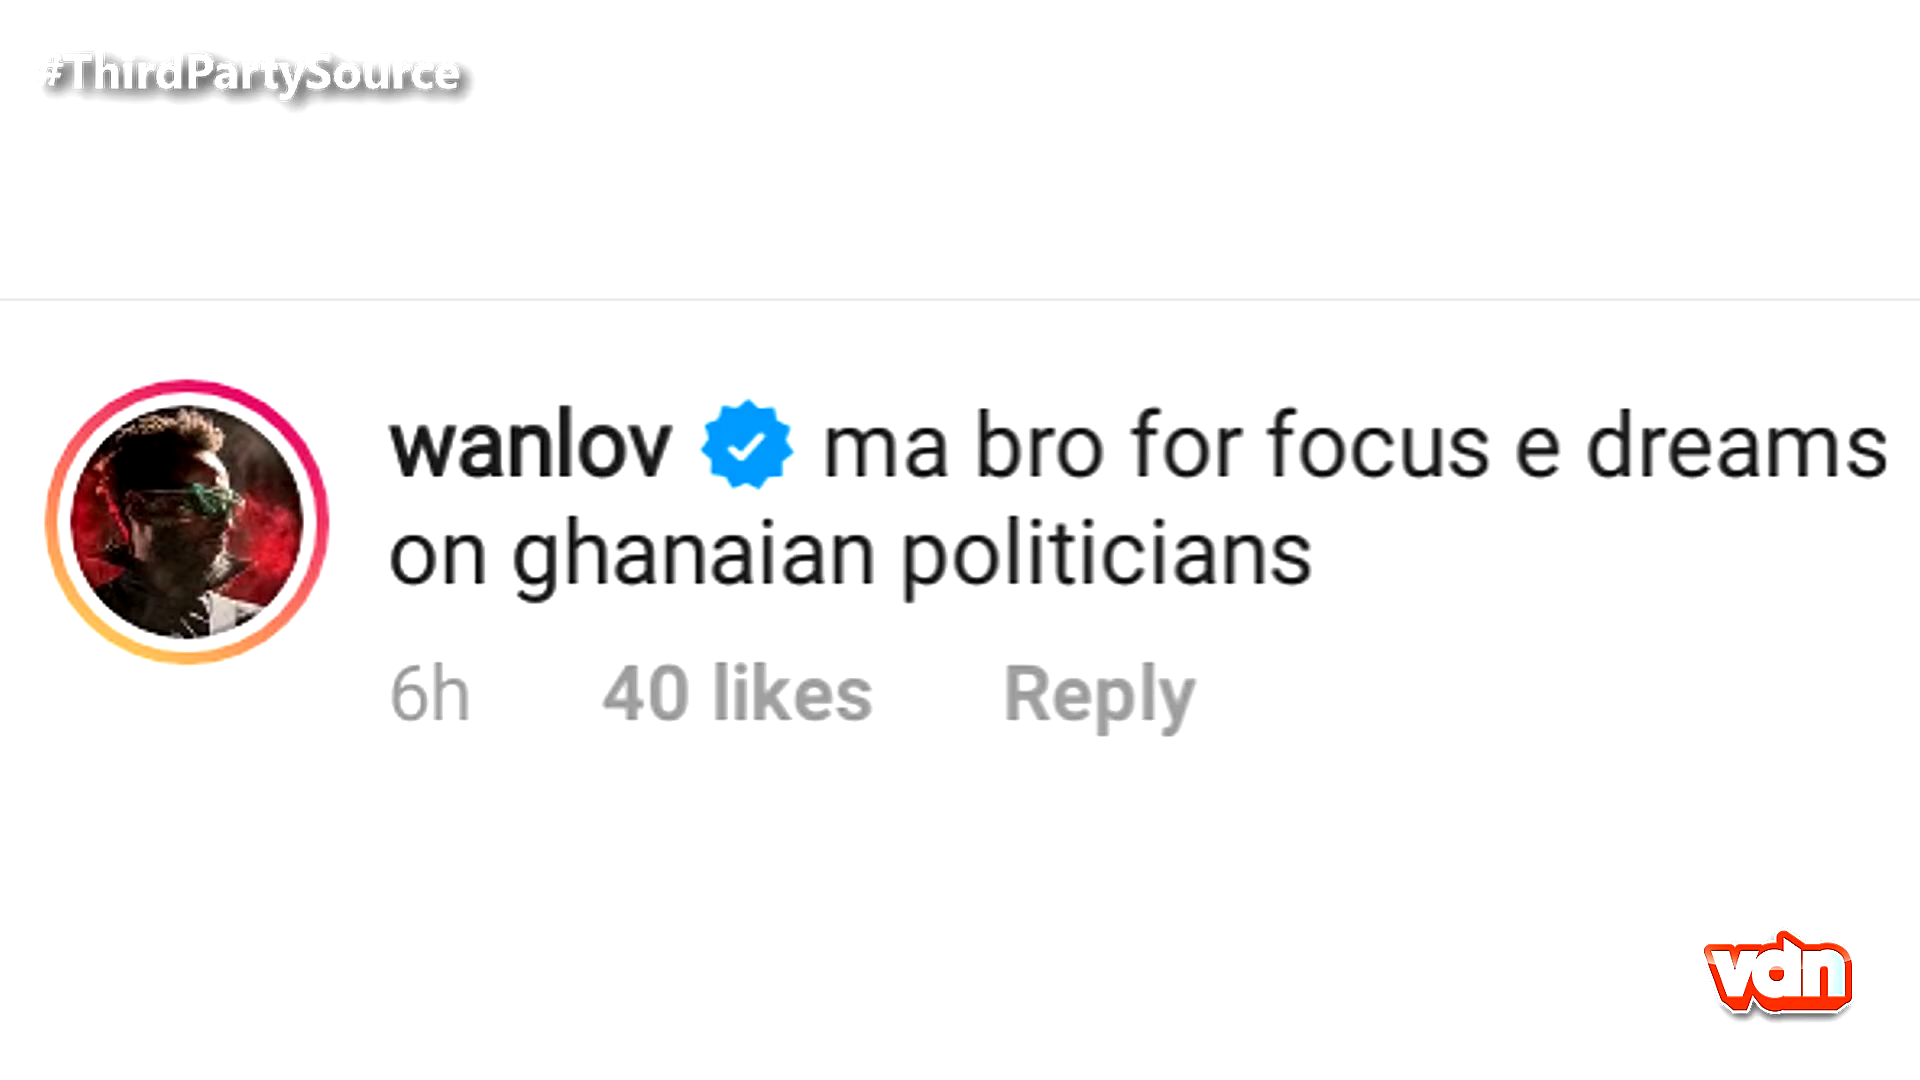 #ThirdPartySource
wanlov ma bro for focus e dreams
on ghanaian politicians
6h 40 likes Reply
vdn